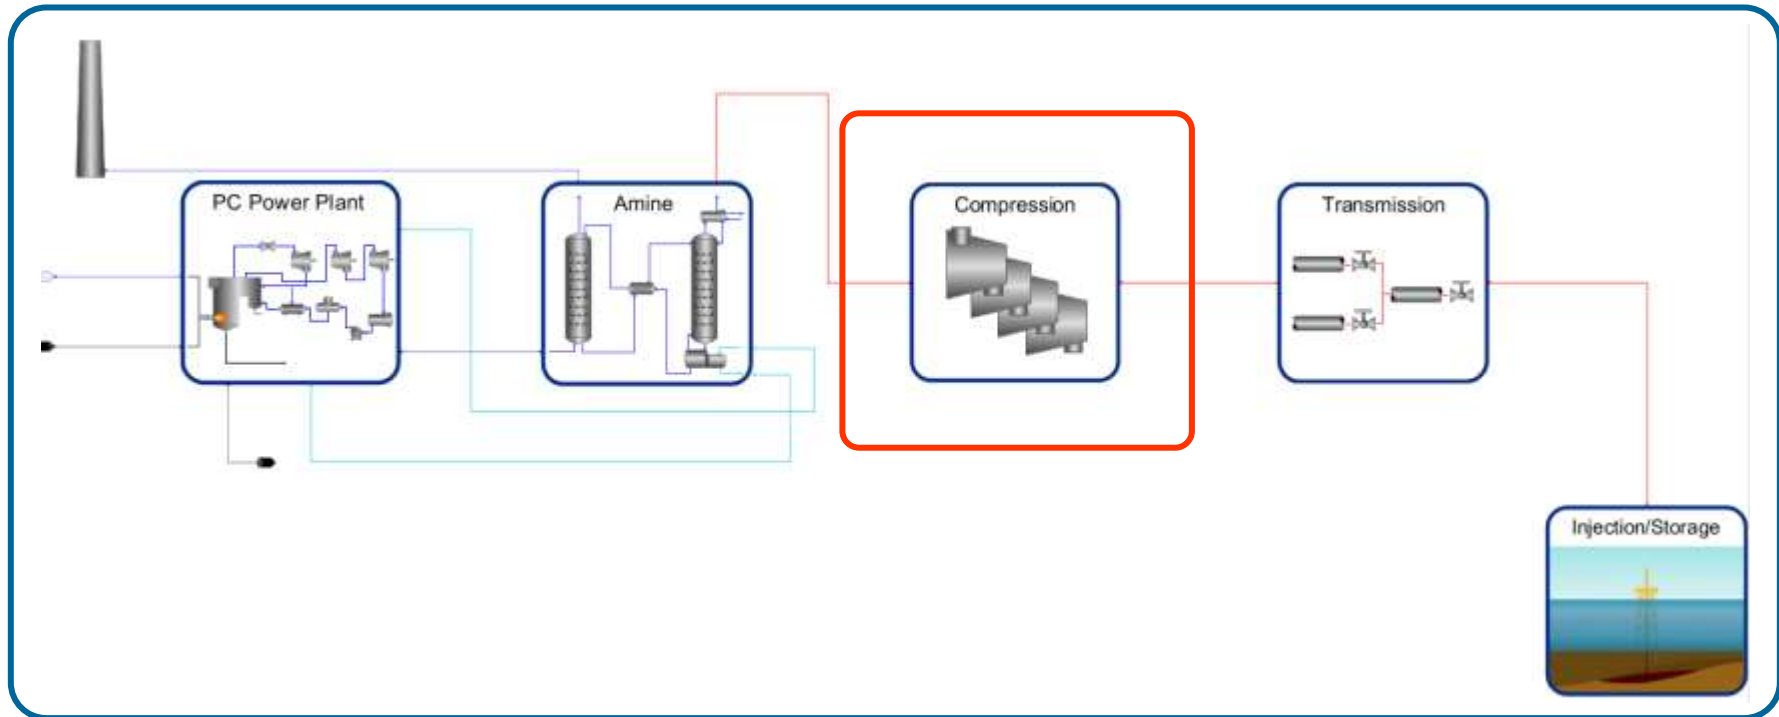 PC Power Plant
Amine
Compression
Transmission
Injection/Storage